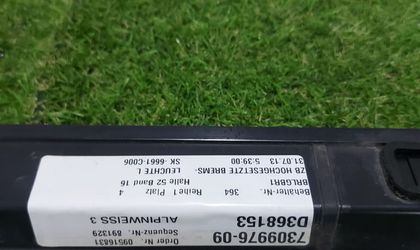 7309976-09
Order Nr. 09516831
Sequenz-Nr. 891329
D368153
ALPINWEISS 3
Behälter-Nr. 364
Reihe 1 Platz 4
Halle 52 Band 16
BRLGBR1
ZB HOCHGESETZTE BREMS-
LEUCHTE L
31.07.13 5:39:00
SK -6661-C006